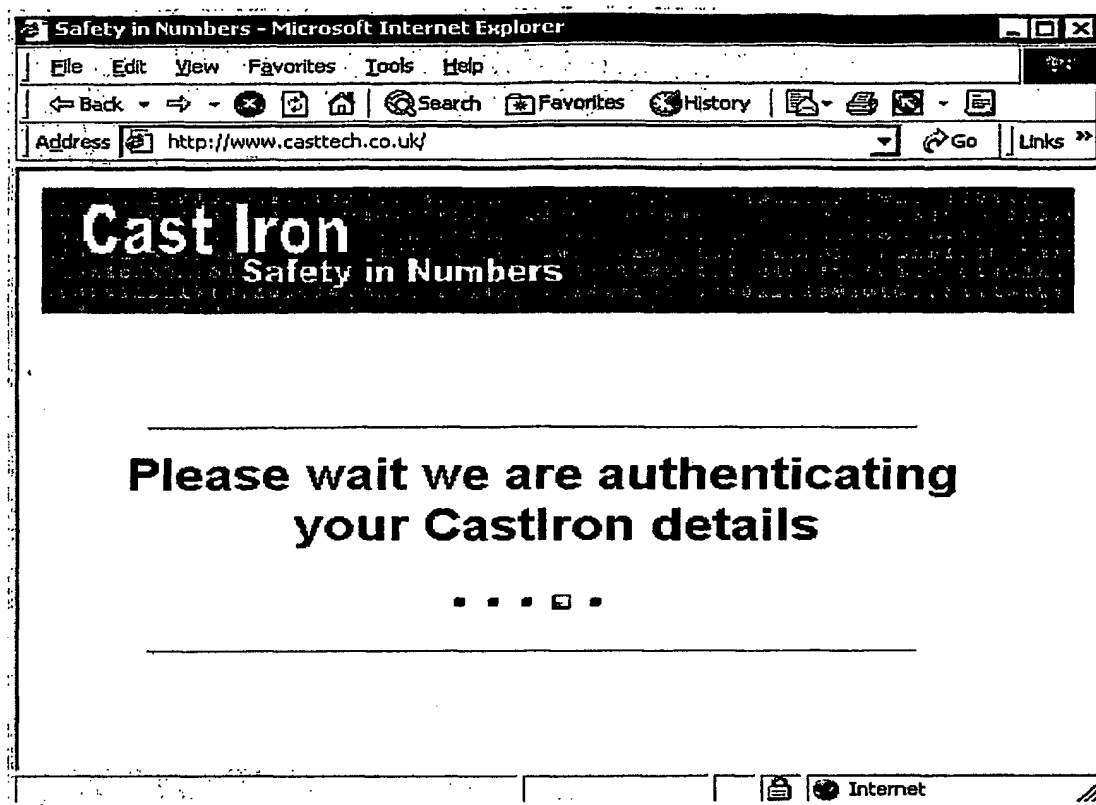 Safety in Numbers - Microsoft Internet Explorer
File Edit View Favorites Tools Help
Back Search Favorites History
Address http://www.casttech.co.uk/ Go Links »
Cast Iron
Safety in Numbers
Please wait we are authenticating
your CastIron details
Internet